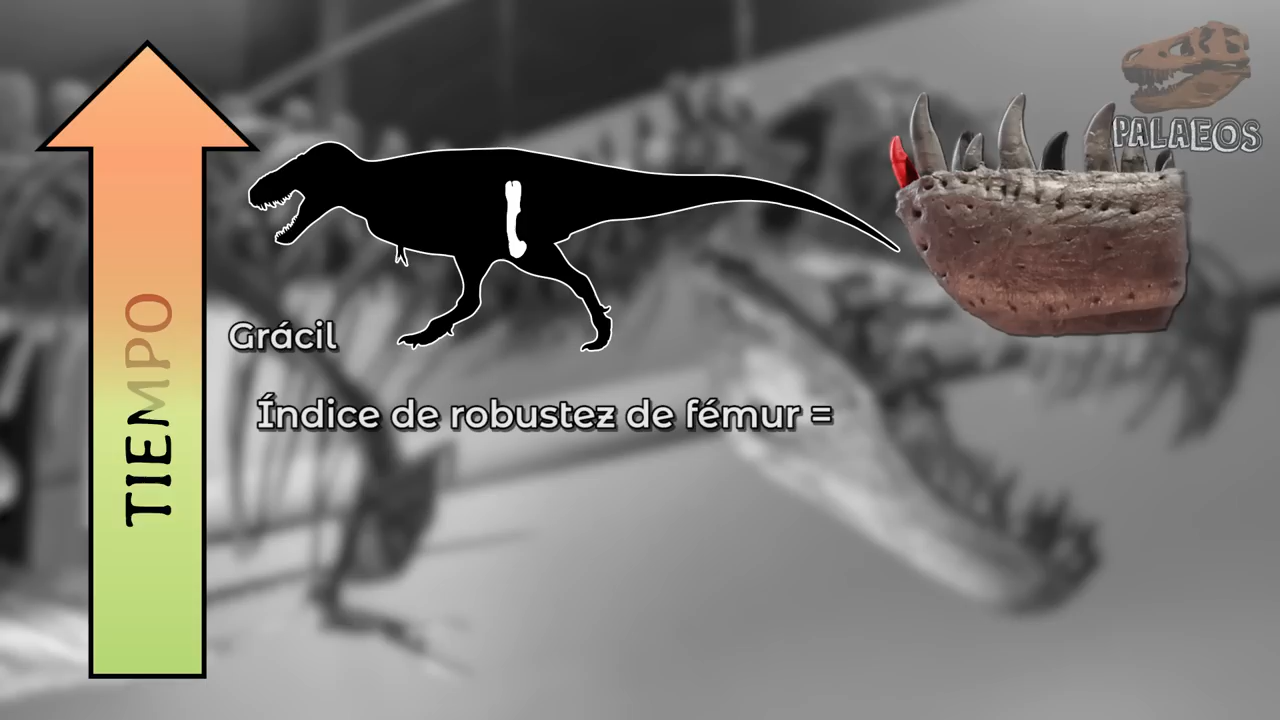 PALAEOS
TIEMPO
Grácil
Índice de robustez de fémur =